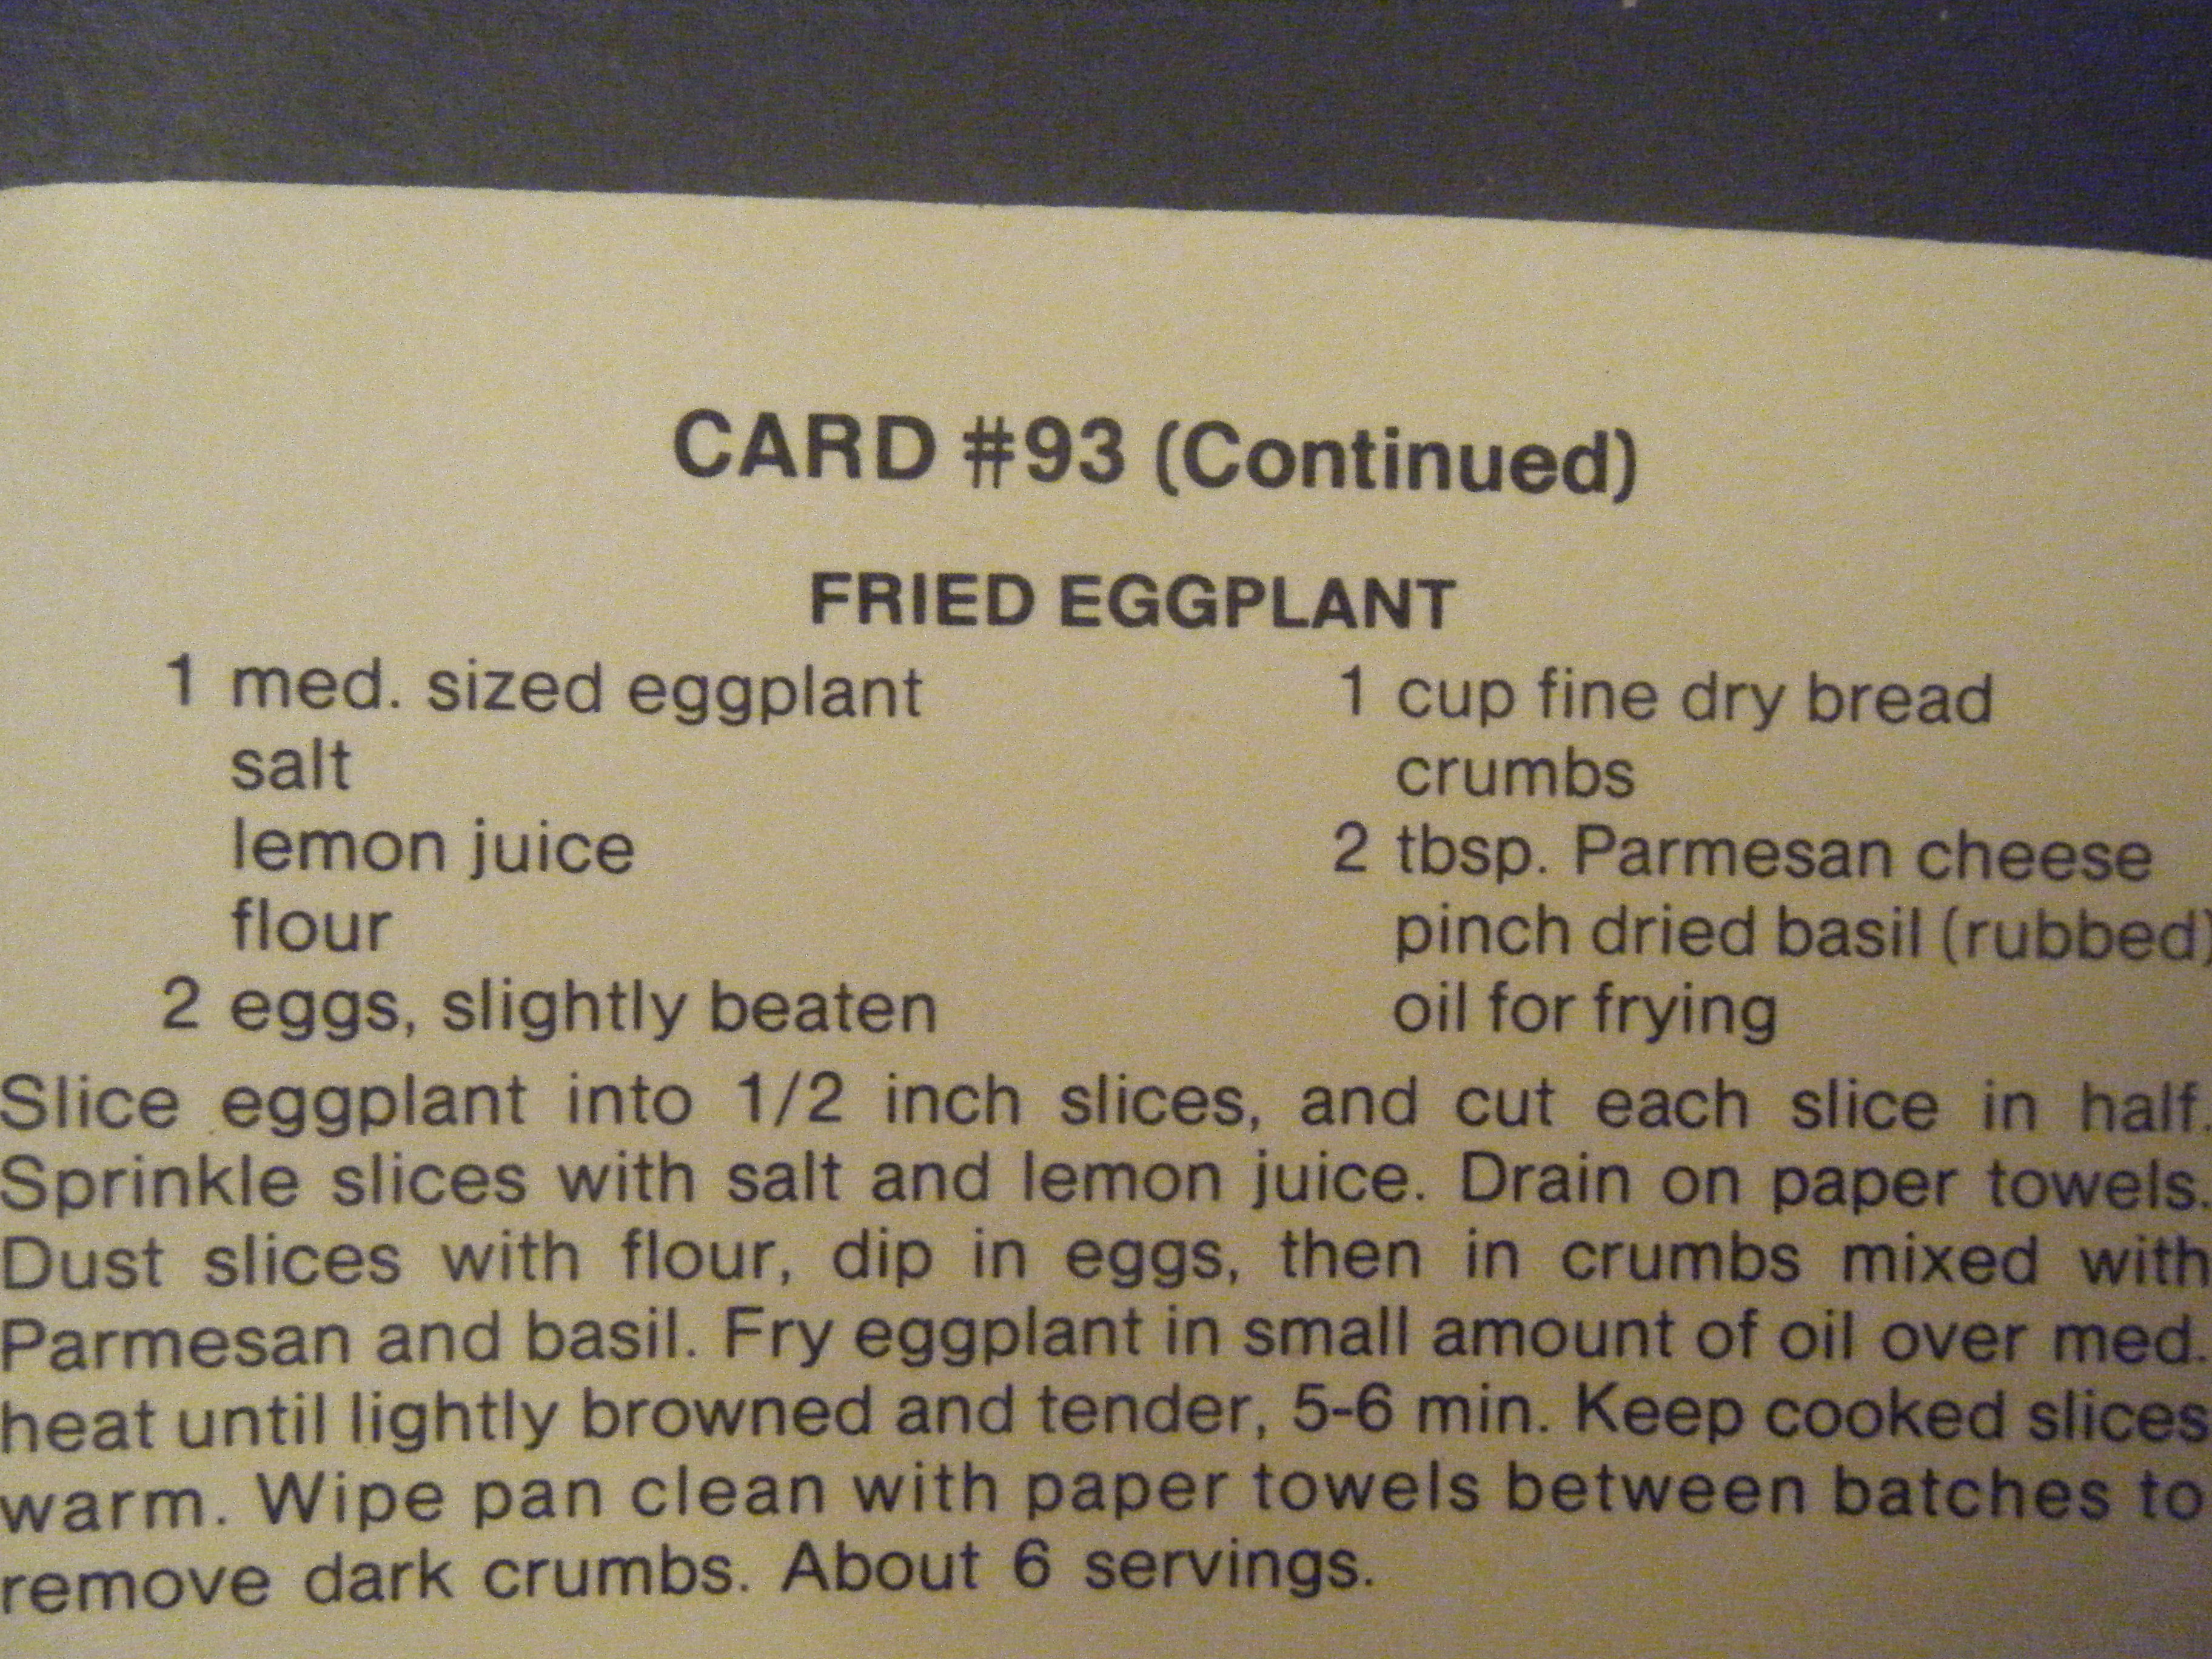 CARD #93 (Continued)
FRIED EGGPLANT
1 med. sized eggplant
salt
lemon juice
flour
2 eggs, slightly beaten
1 cup fine dry bread
crumbs
2 tbsp. Parmesan cheese
pinch dried basil (rubbed)
oil for frying
Slice eggplant into 1/2 inch slices, and cut each slice in half.
Sprinkle slices with salt and lemon juice. Drain on paper towels.
Dust slices with flour, dip in eggs, then in crumbs mixed with
Parmesan and basil. Fry eggplant in small amount of oil over med.
heat until lightly browned and tender, 5-6 min. Keep cooked slices
warm. Wipe pan clean with paper towels between batches to
remove dark crumbs. About 6 servings.